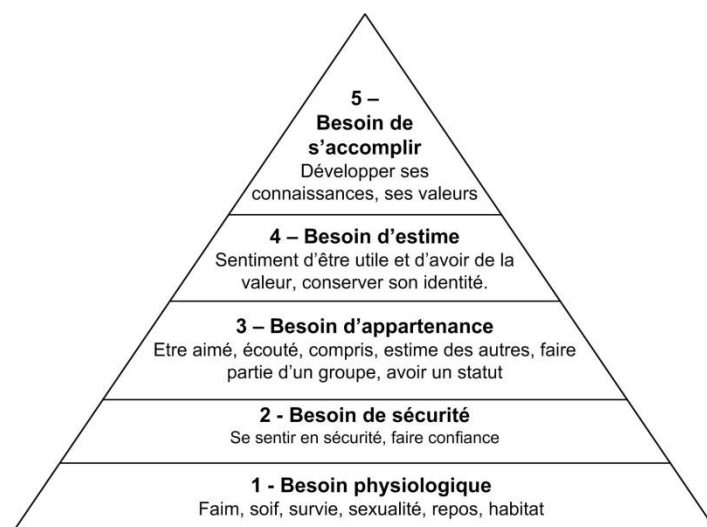 5 –
Besoin de
s’accomplir
Développer ses
connaissances, ses valeurs
4 – Besoin d’estime
Sentiment d’être utile et d’avoir de la
valeur, conserver son identité.
3 – Besoin d’appartenance
Etre aimé, écouté, compris, estime des autres, faire
partie d’un groupe, avoir un statut
2 - Besoin de sécurité
Se sentir en sécurité, faire confiance
1 - Besoin physiologique
Faim, soif, survie, sexualité, repos, habitat